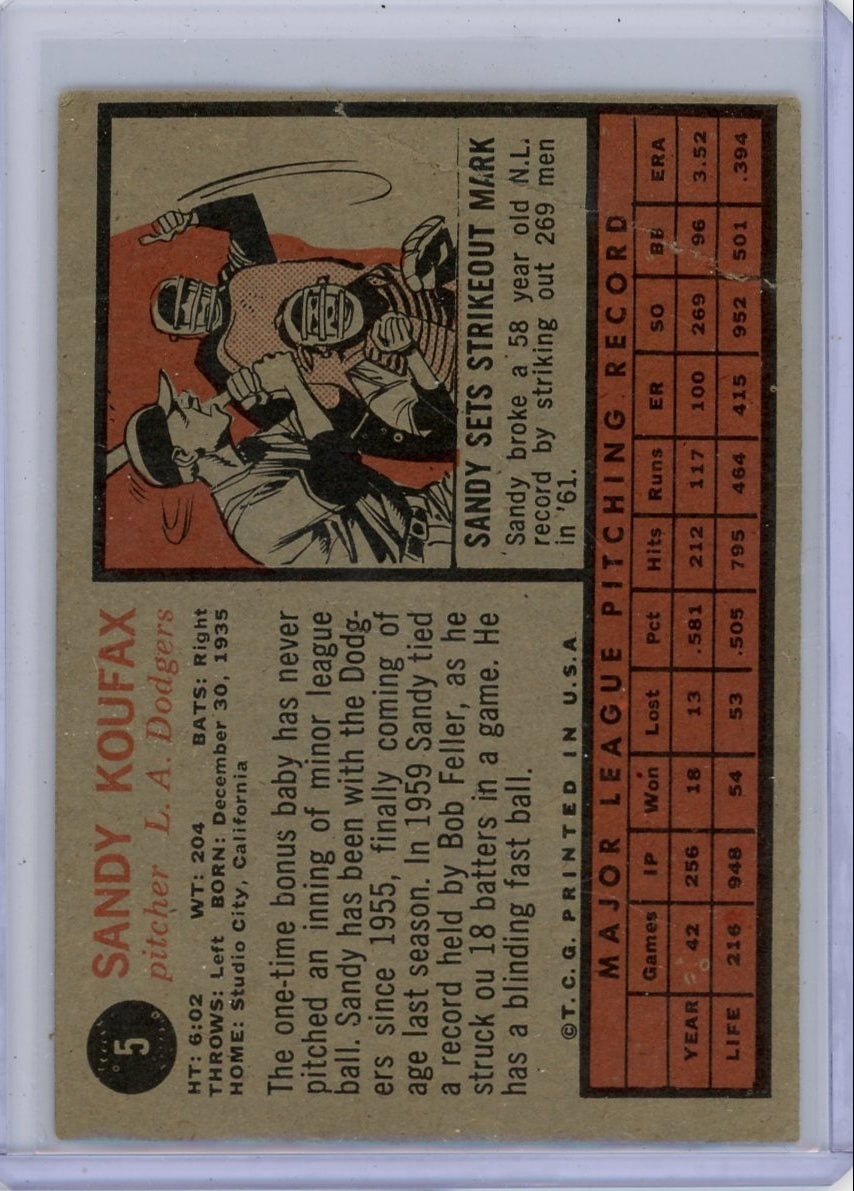 5
SANDY KOUFAX
pitcher L. A. Dodgers
HT: 6:02 WT: 204 BATS: Right
THROWS: Left BORN: December 30, 1935
HOME: Studio City, California
The one-time bonus baby has never
pitched an inning of minor league
ball. Sandy has been with the Dodg-
ers since 1955, finally coming of
age last season. In 1959 Sandy tied
a record held by Bob Feller, as he
struck ou 18 batters in a game. He
has a blinding fast ball.
©T. C. G. PRINTED IN U.S.A
SANDY SETS STRIKEOUT MARK
Sandy broke a 58 year old N.L.
record by striking out 269 men
in '61.
MAJOR LEAGUE PITCHING RECORD
Games IP Won Lost Pct Hits Runs ER SO BB ERA
YEAR 42 256 18 13 .581 212 117 100 269 96 3.52
LIFE 216 948 54 53 .505 795 464 415 952 501 .394